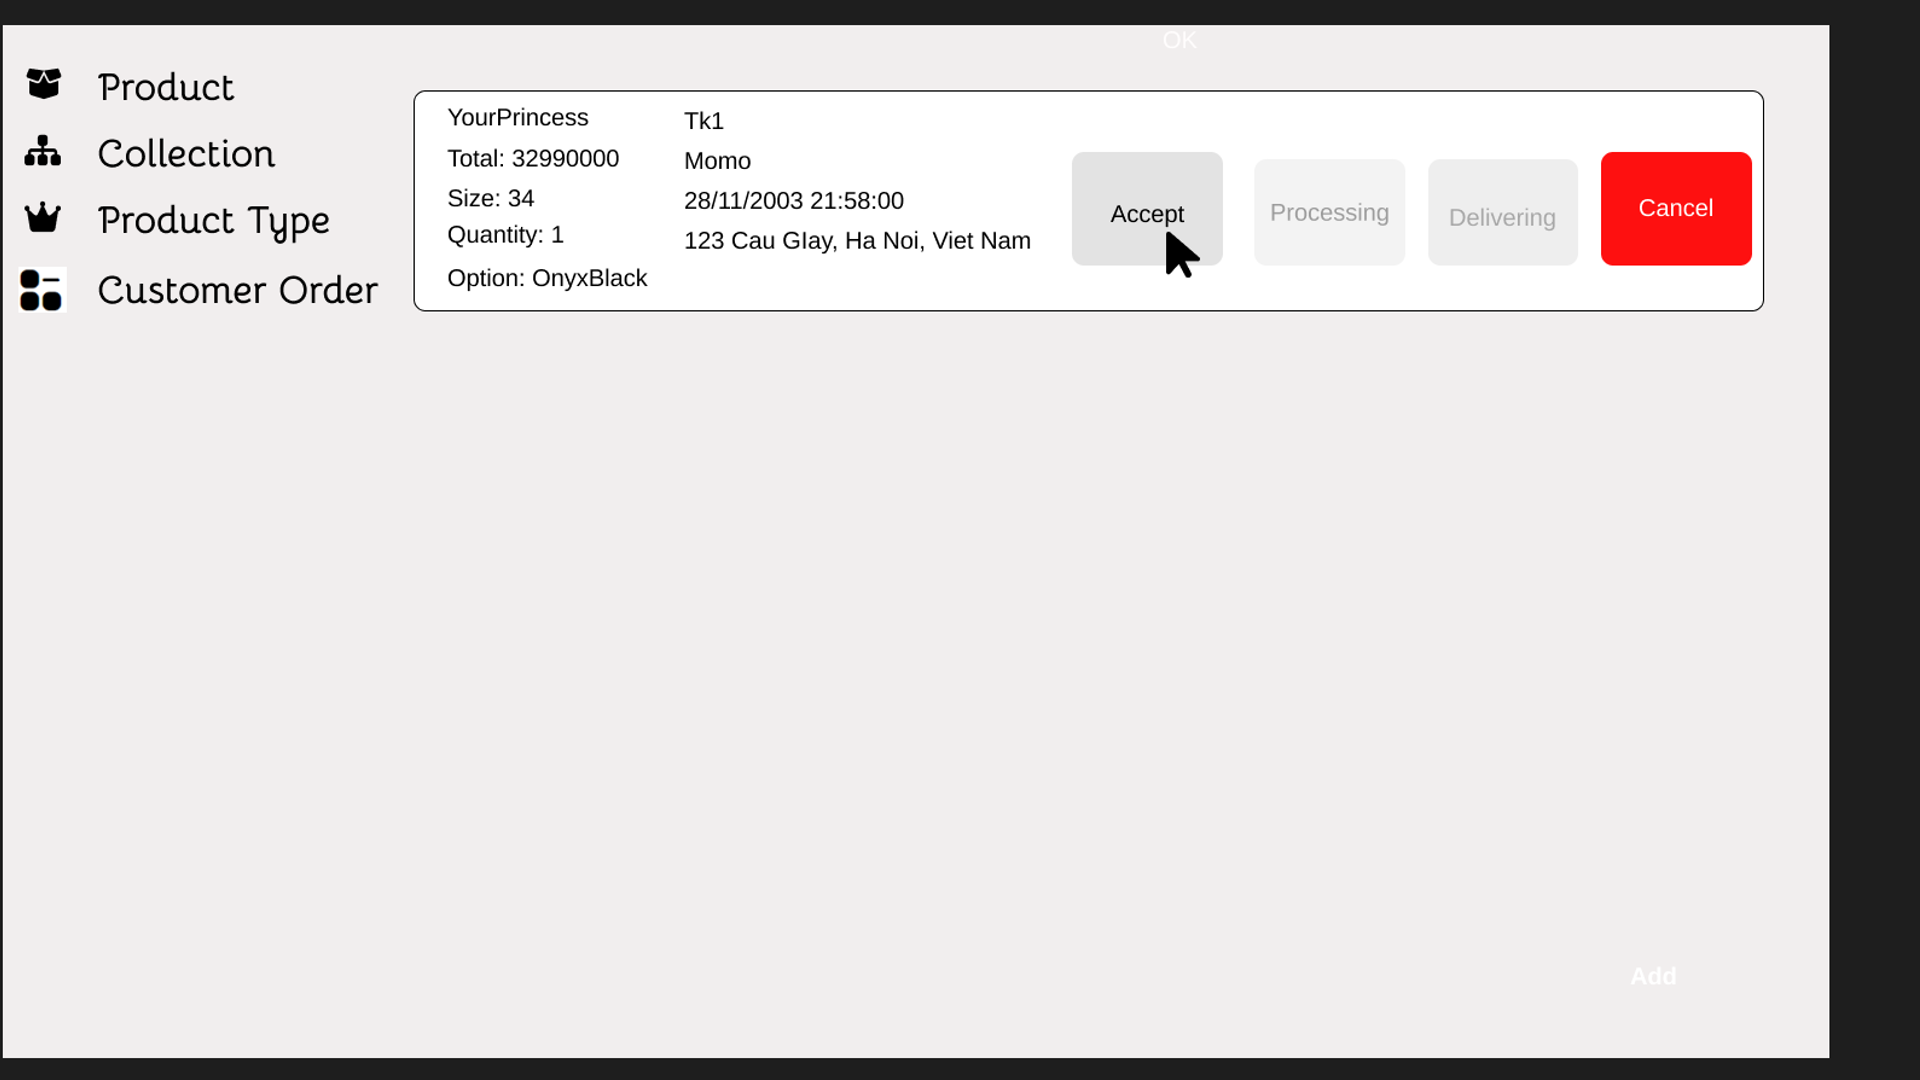 OK
Product
Collection
Product Type
Customer Order
YourPrincess
Total: 32990000
Size: 34
Quantity: 1
Option: OnyxBlack
Tk1
Momo
28/11/2003 21:58:00
123 Cau GIay, Ha Noi, Viet Nam
Accept
Processing
Delivering
Cancel
Add